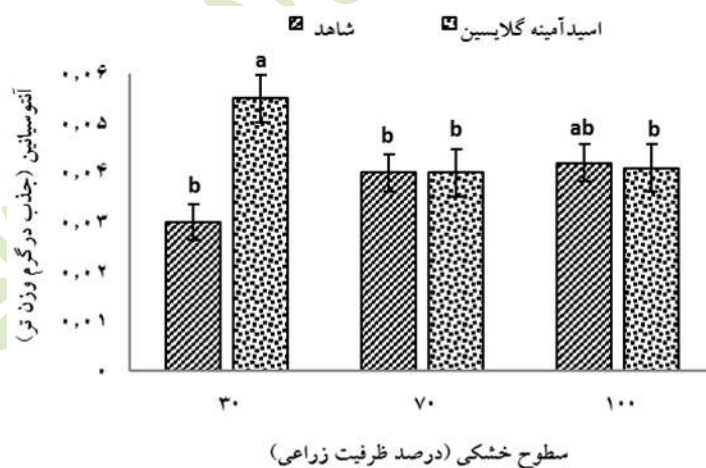 شاهد
اسیدآمینه گلایسین
آنتوسیانین (جذب در گرم وزن تر)
۰,۰۶
۰,۰۵
۰,۰۴
۰,۰۳
۰,۰۲
۰,۰۱
۰
b a
b b
ab b
۳۰ ۷۰ ۱۰۰
سطوح خشکی (درصد ظرفیت زراعی)